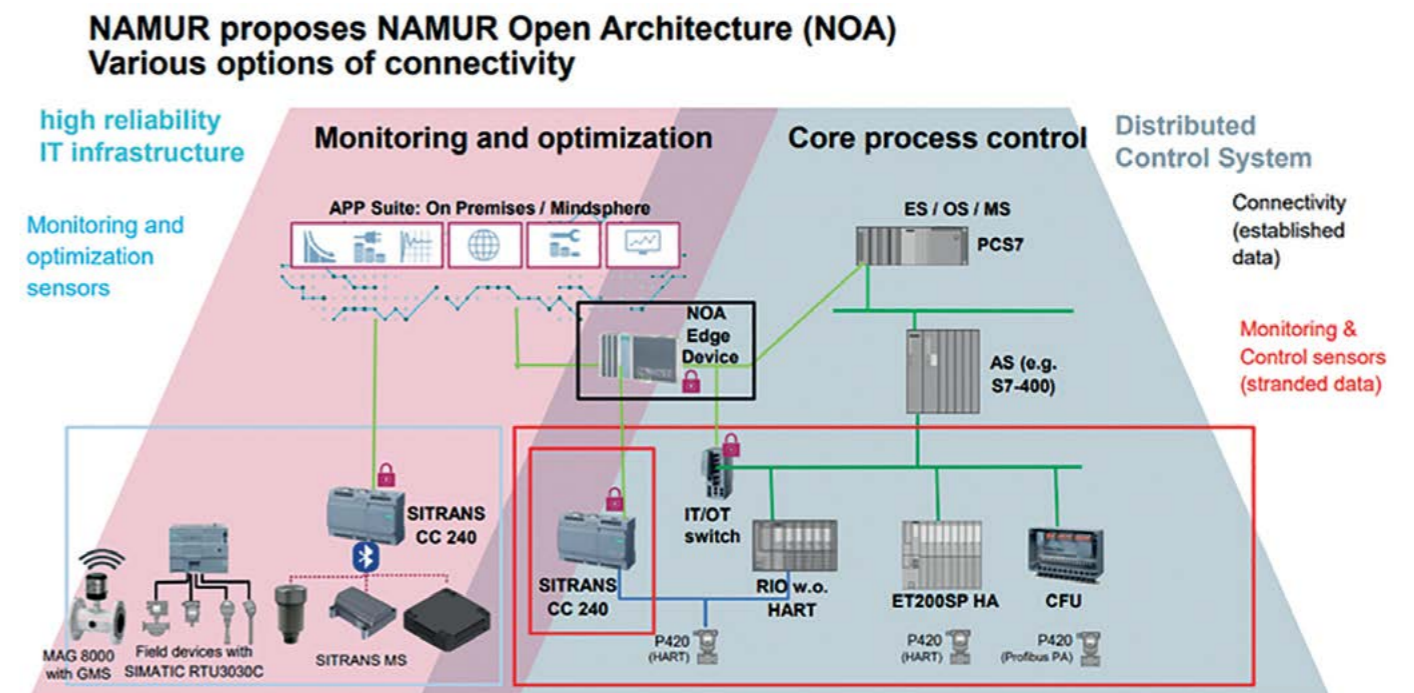 NAMUR proposes NAMUR Open Architecture (NOA)
Various options of connectivity
high reliability
IT infrastructure
Monitoring and optimization
Core process control
Distributed
Control System
Monitoring and
optimization
sensors
APP Suite: On Premises / Mindsphere
ES / OS / MS
PCS7
Connectivity
(established
data)
NOA
Edge
Device
AS (e.g.
S7-400)
Monitoring &
Control sensors
(stranded data)
SITRANS
CC 240
IT/OT
switch
SITRANS
CC 240
RIO w.o.
HART
ET200SP HA
CFU
MAG 8000
with GMS
Field devices with
SIMATIC RTU3030C
SITRANS MS
P420
(HART)
P420
(HART)
P420
(Profibus PA)